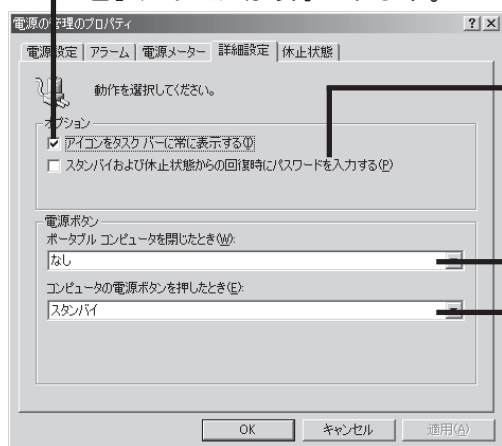 電源の管理のプロパティ
電源設定 アラーム 電源メーター 詳細設定 休止状態
動作を選択してください。
オプション
アイコンをタスク バーに常に表示する(I)
スタンバイおよび休止状態からの回復時にパスワードを入力する(P)
電源ボタン
ポータブル コンピュータを閉じたとき(W):
なし
コンピュータの電源ボタンを押したとき(E):
スタンバイ
OK キャンセル 適用(A)